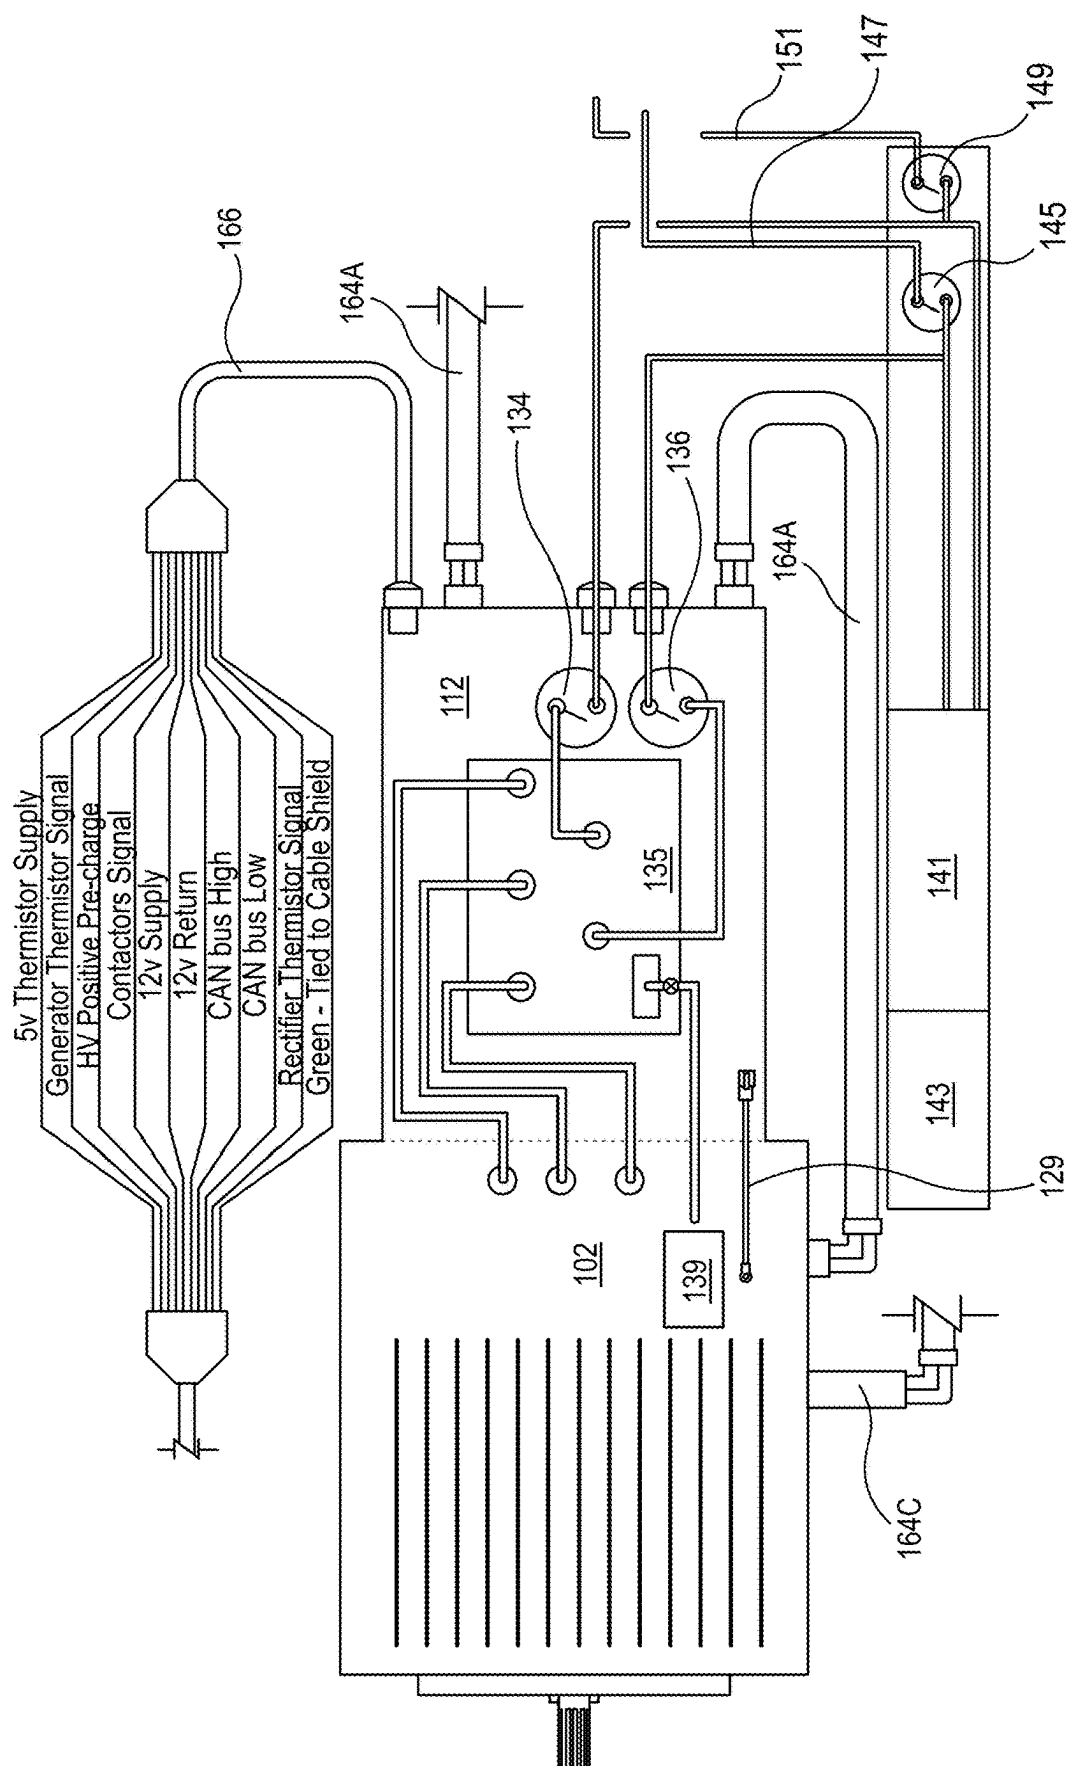 5v Thermistor Supply
Generator Thermistor Signal
HV Positive Pre-charge
Contactors Signal
12v Supply
12v Return
CAN bus High
CAN bus Low
Rectifier Thermistor Signal
Green - Tied to Cable Shield
166
164A
134
136
112
135
151
147
149
145
164A
141
143
129
102
139
164C